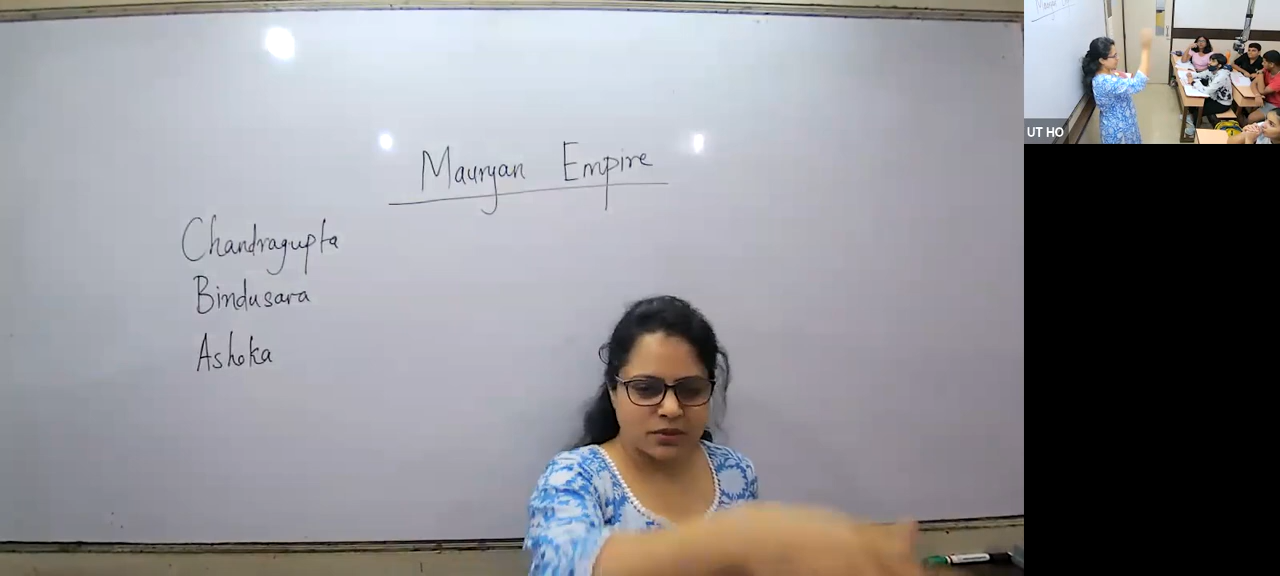 Mauryan Empire
Chandragupta
Bindusara
Ashoka
UT HO